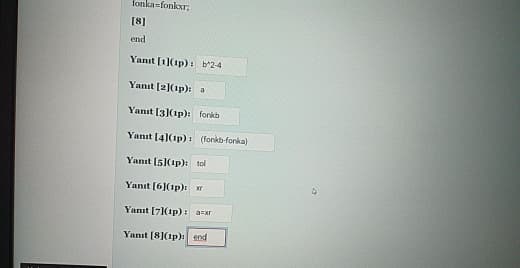 fonka=fonkxr;
[8]
end
Yanıt [1](1p) : b^2-4
Yanıt [2](1p): a
Yanıt [3](1p): fonkb
Yanıt [4](1p) : (fonkb-fonka)
Yanıt [5](1p): tol
Yanıt [6](1p): xr
Yanıt [7](1p) : a=xr
Yanıt [8](1p): end